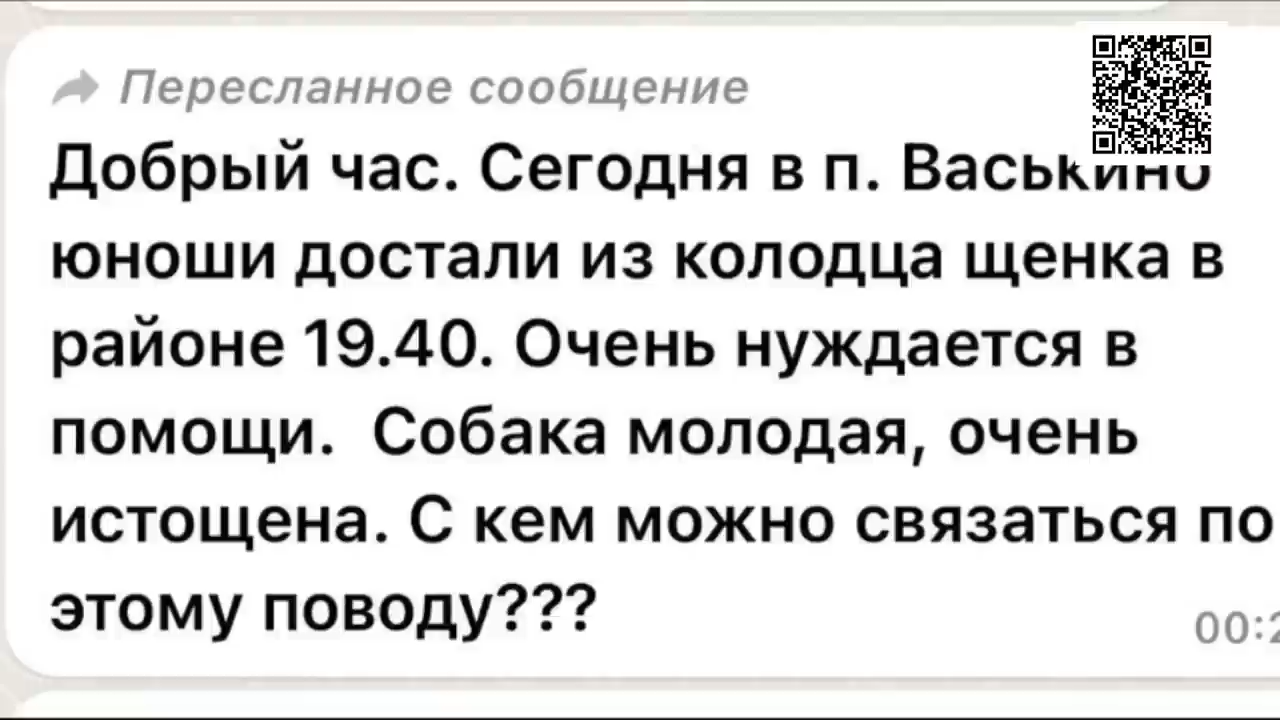 Пересланное сообщение
Добрый час. Сегодня в п. Васькино
юноши достали из колодца щенка в
районе 19.40. Очень нуждается в
помощи. Собака молодая, очень
истощена. С кем можно связаться по
этому поводу???